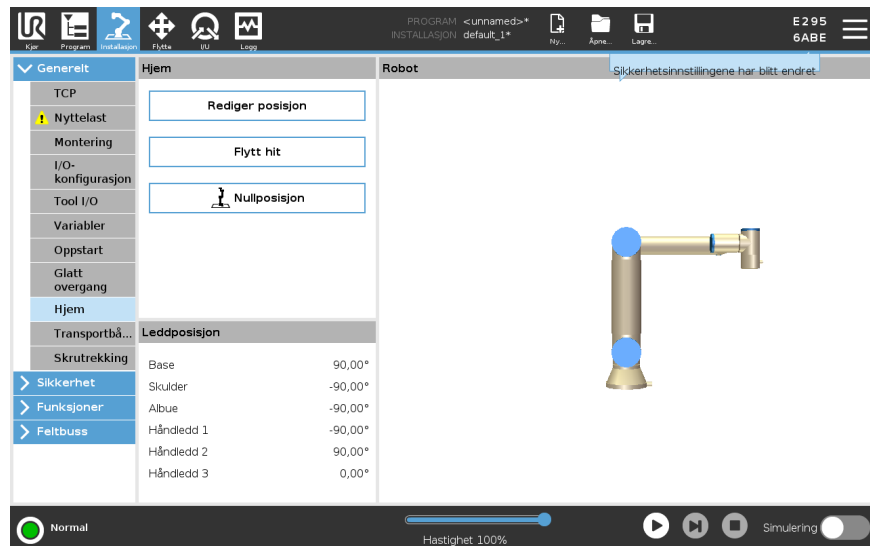 PROGRAM <unnamed>*
INSTALLASJON default_1*
E295
6ABE
Kjør Program Installasjon Flytte I/U Logg Ny... Åpne... Lagre...
Generelt
TCP
Nyttelast
Montering
I/O-
konfigurasjon
Tool I/O
Variabler
Oppstart
Glatt
overgang
Hjem
Transportbå...
Skrutrekking
Sikkerhet
Funksjoner
Feltbuss
Hjem
Rediger posisjon
Flytt hit
Nullposisjon
Leddposisjon
Base 90,00°
Skulder -90,00°
Albue -90,00°
Håndledd 1 -90,00°
Håndledd 2 90,00°
Håndledd 3 0,00°
Robot
Sikkerhetsinnstillingene har blitt endret
Normal
Hastighet 100%
Simulering